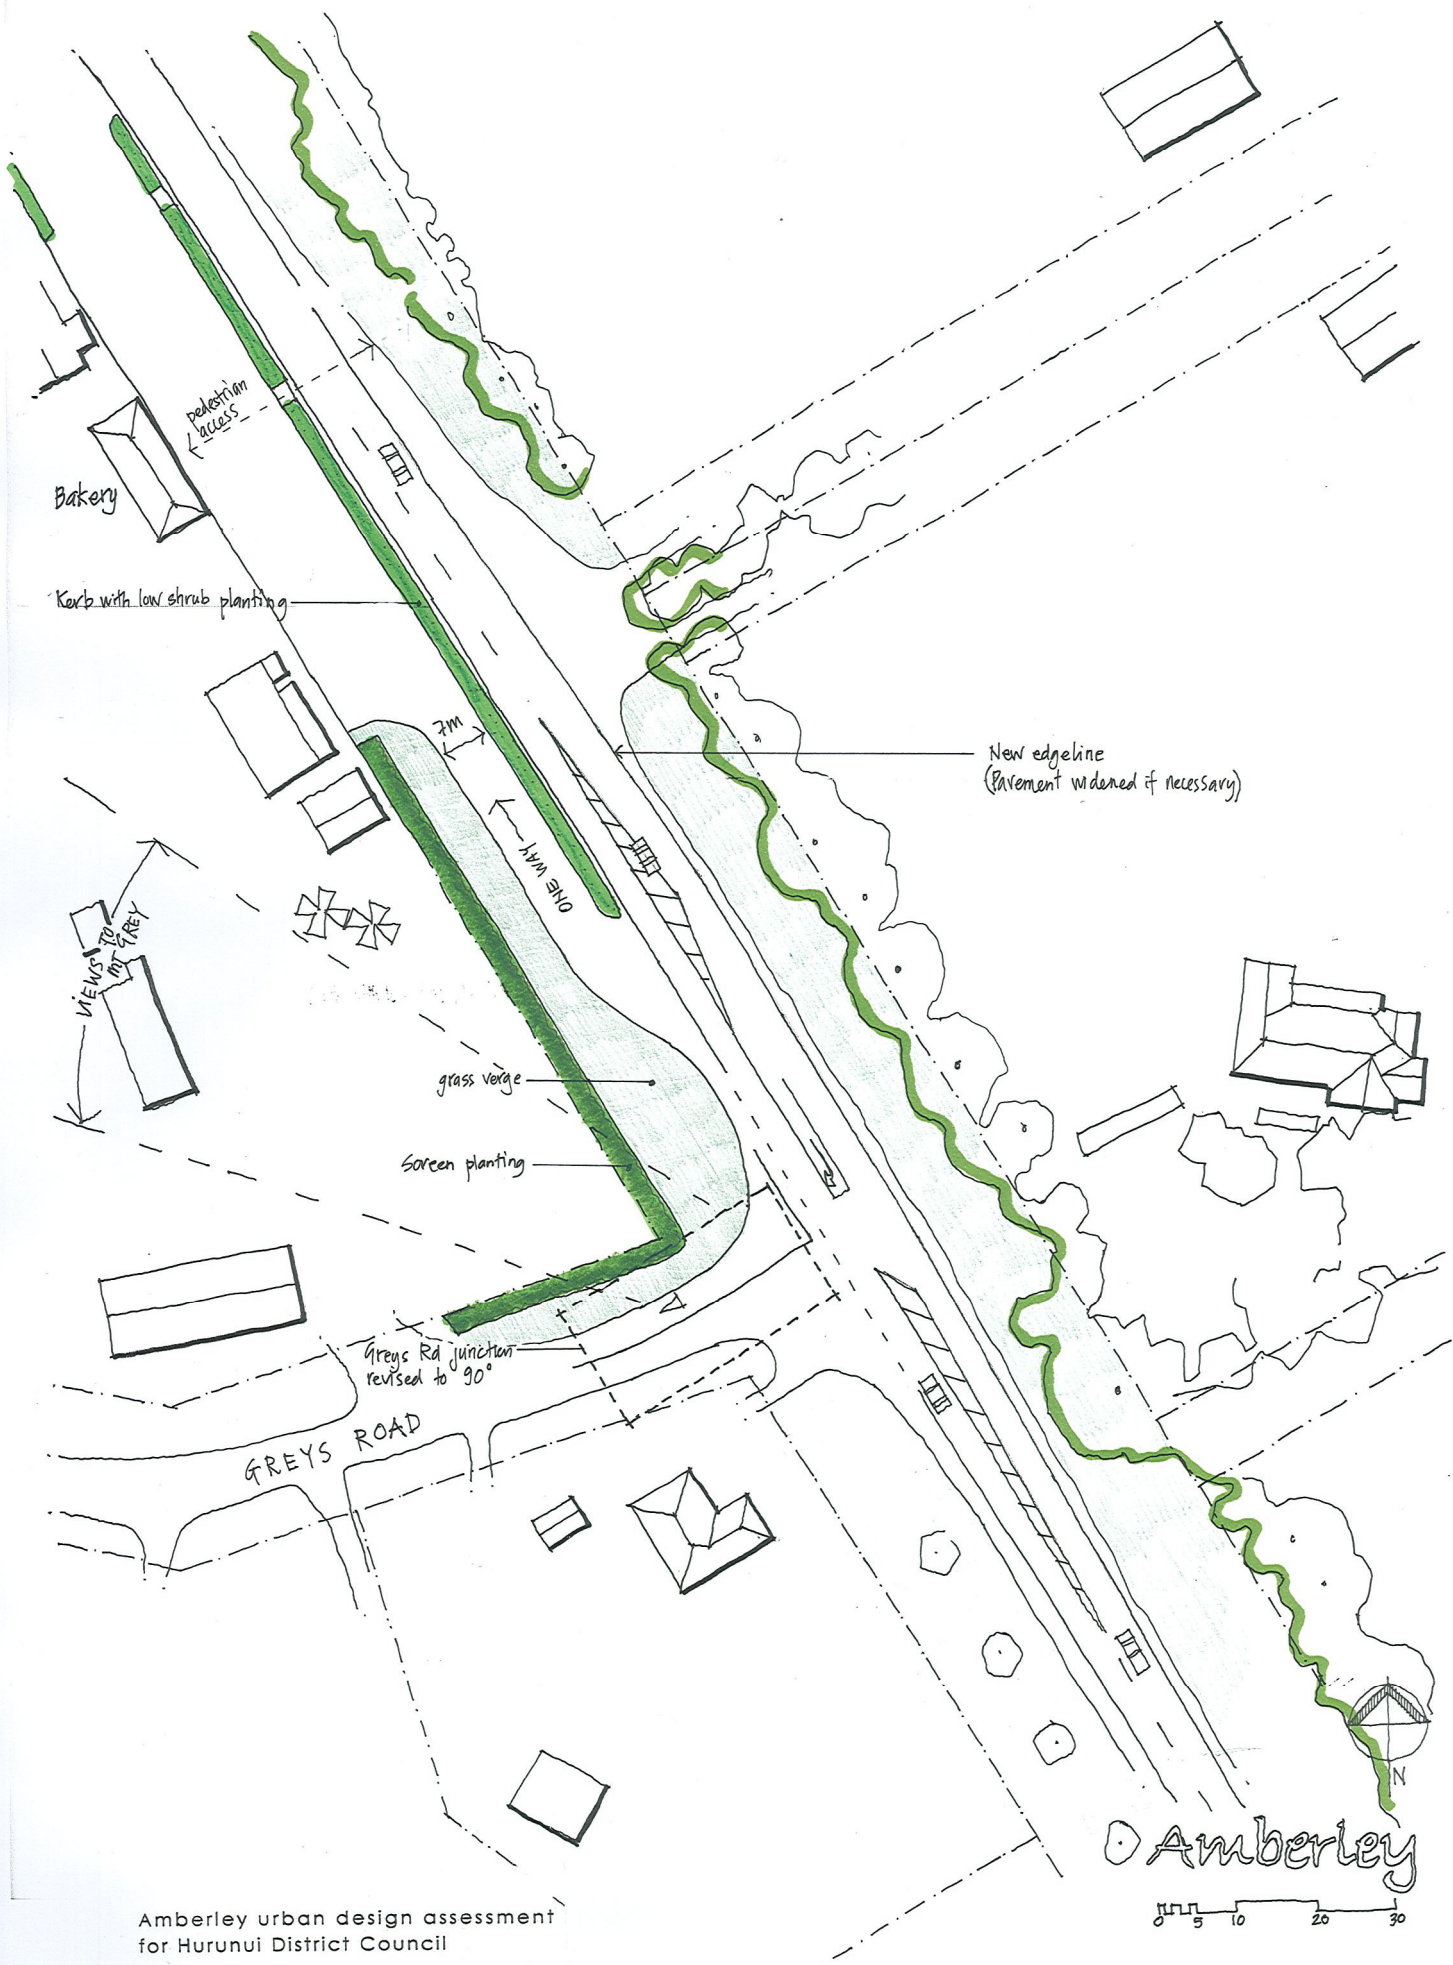 pedestrian
access
Bakery
Kerb with low shrub planting
7m
New edgeline
(Pavement widened if necessary)
ONE WAY
VIEWS TO
MT GREY
grass verge
Screen planting
Greys Rd junction
revised to 90°
GREYS ROAD
N
Amberley
0 5 10 20 30
Amberley urban design assessment
for Hurunui District Council